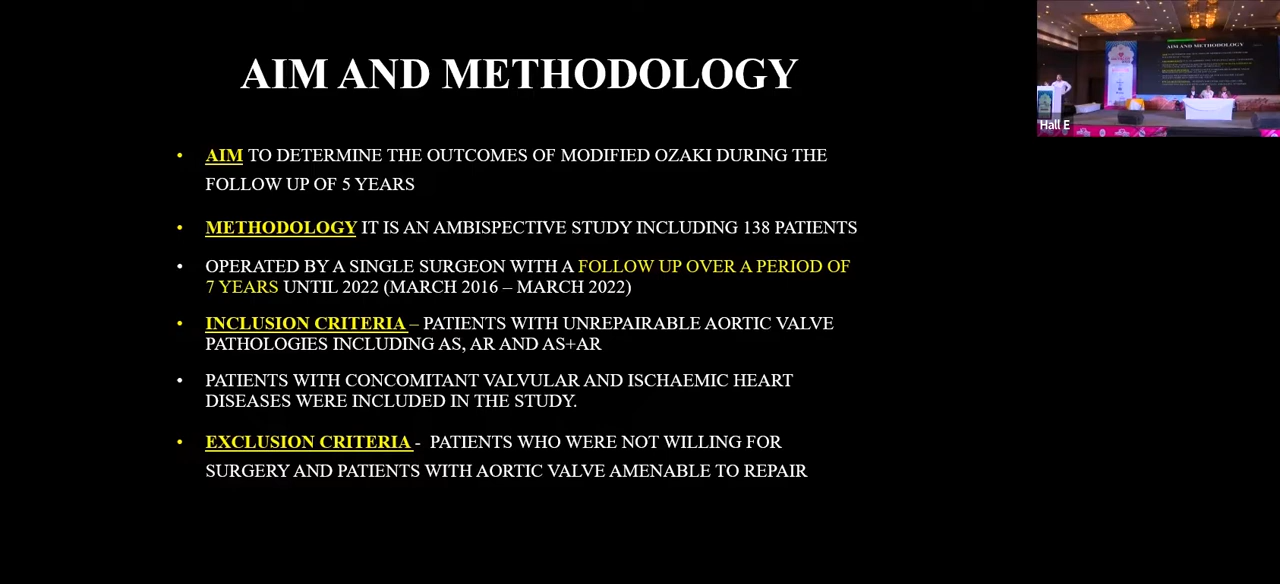 AIM AND METHODOLOGY
• AIM TO DETERMINE THE OUTCOMES OF MODIFIED OZAKI DURING THE
FOLLOW UP OF 5 YEARS
• METHODOLOGY IT IS AN AMBISPECTIVE STUDY INCLUDING 138 PATIENTS
• OPERATED BY A SINGLE SURGEON WITH A FOLLOW UP OVER A PERIOD OF
7 YEARS UNTIL 2022 (MARCH 2016 – MARCH 2022)
• INCLUSION CRITERIA – PATIENTS WITH UNREPAIRABLE AORTIC VALVE
PATHOLOGIES INCLUDING AS, AR AND AS+AR
• PATIENTS WITH CONCOMITANT VALVULAR AND ISCHAEMIC HEART
DISEASES WERE INCLUDED IN THE STUDY.
• EXCLUSION CRITERIA - PATIENTS WHO WERE NOT WILLING FOR
SURGERY AND PATIENTS WITH AORTIC VALVE AMENABLE TO REPAIR
AIM AND METHODOLOGY
Hall E